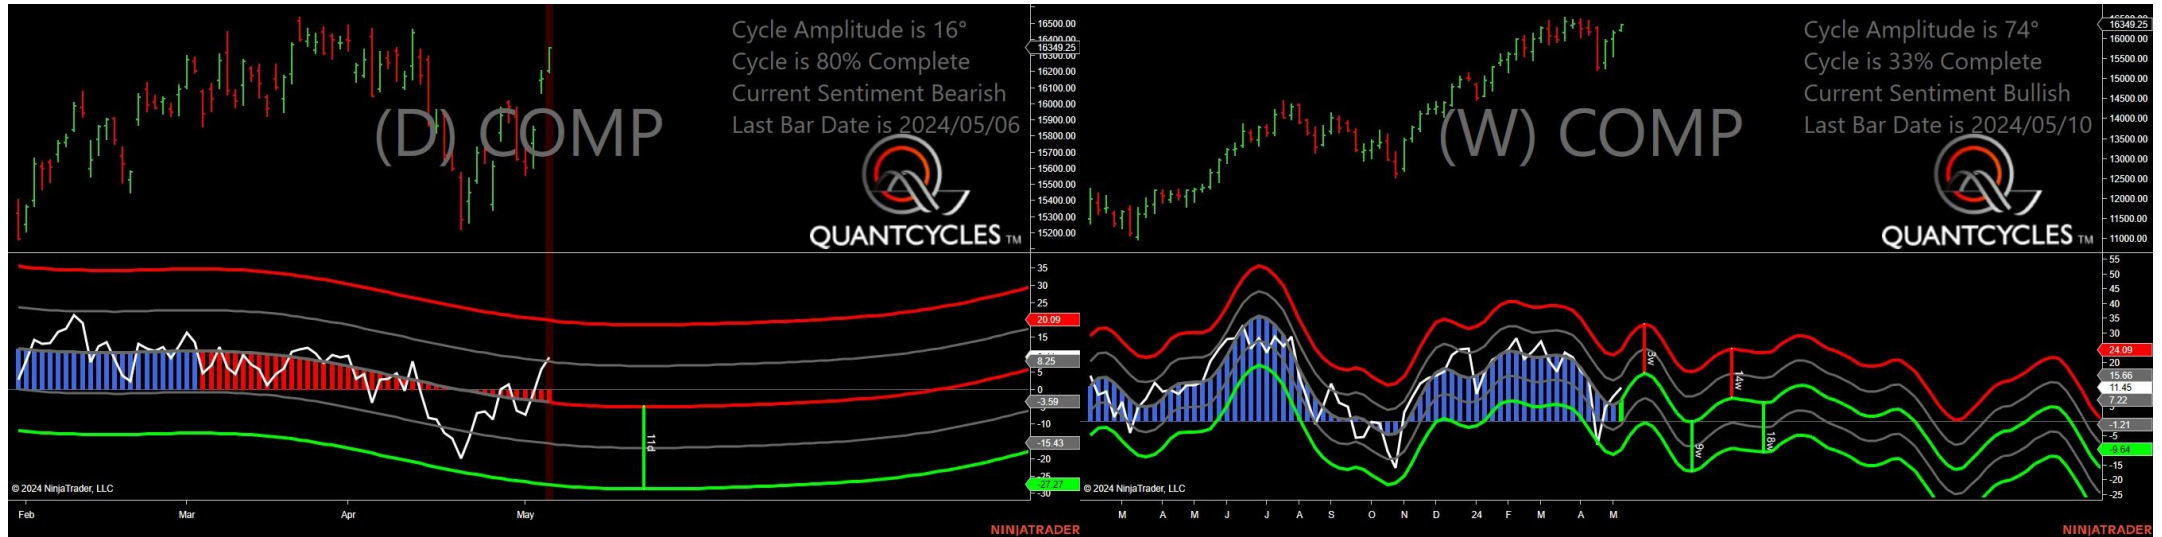 Cycle Amplitude is 16°
Cycle is 80% Complete
Current Sentiment Bearish
Last Bar Date is 2024/05/06
(D) COMP
QUANTCYCLES TM
16500.00
16349.25
16300.00
16200.00
16100.00
16000.00
15900.00
15800.00
15700.00
15600.00
15500.00
15400.00
15300.00
15200.00
35
30
25
20.09
15
8.25
5
0
-3.59
-15.43
-20
-27.27
-30
11d
© 2024 NinjaTrader, LLC
Feb Mar Apr May
NINJATRADER
Cycle Amplitude is 74°
Cycle is 33% Complete
Current Sentiment Bullish
Last Bar Date is 2024/05/10
(W) COMP
QUANTCYCLES TM
16349.25
16000.00
15500.00
15000.00
14500.00
14000.00
13500.00
13000.00
12500.00
12000.00
11500.00
11000.00
55
50
45
40
35
30
24.09
20
15.66
11.45
7.22
-1.21
-5
-9.64
-15
-20
-25
14w
9w
18w
© 2024 NinjaTrader, LLC
M A M J J A S O N D 24 F M A M
NINJATRADER